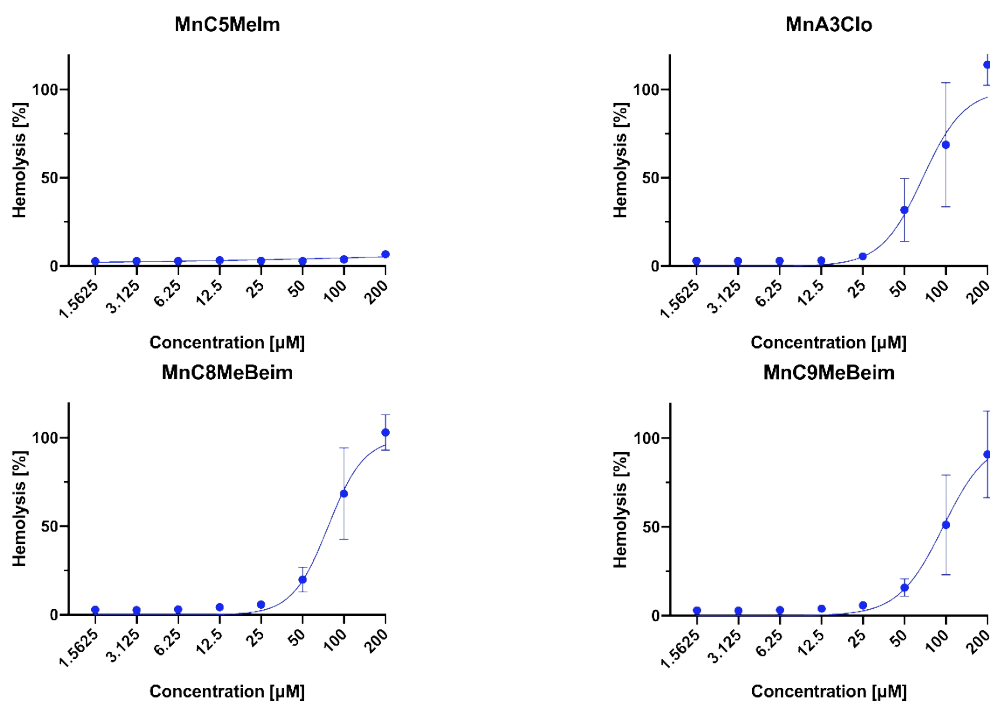 MnC5MeIm
Hemolysis [%]
100
50
0
1.5625 3.125 6.25 12.5 25 50 100 200
Concentration [µM]
MnA3Clo
Hemolysis [%]
100
50
0
1.5625 3.125 6.25 12.5 25 50 100 200
Concentration [µM]
MnC8MeBeim
Hemolysis [%]
100
50
0
1.5625 3.125 6.25 12.5 25 50 100 200
Concentration [µM]
MnC9MeBeim
Hemolysis [%]
100
50
0
1.5625 3.125 6.25 12.5 25 50 100 200
Concentration [µM]